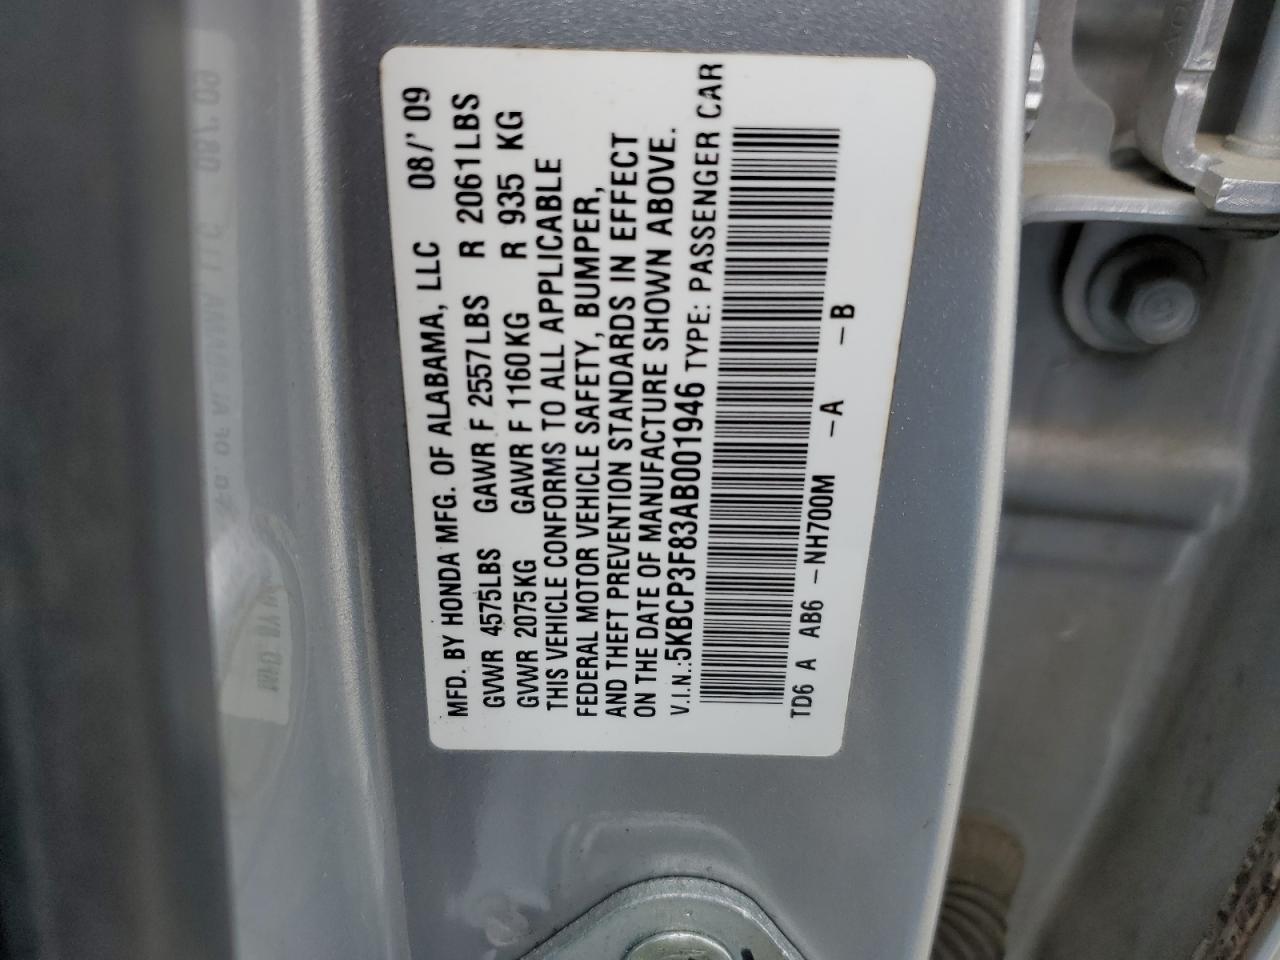 MFD. BY HONDA MFG. OF ALABAMA, LLC 08/'09
GVWR 4575LBS GAWR F 2557LBS R 2061LBS
GVWR 2075KG GAWR F 1160KG R 935 KG
THIS VEHICLE CONFORMS TO ALL APPLICABLE
FEDERAL MOTOR VEHICLE SAFETY, BUMPER,
AND THEFT PREVENTION STANDARDS IN EFFECT
ON THE DATE OF MANUFACTURE SHOWN ABOVE.
V.I.N.:5KBCP3F83AB001946 TYPE: PASSENGER CAR
TD6 A AB6 -NH700M -A -B